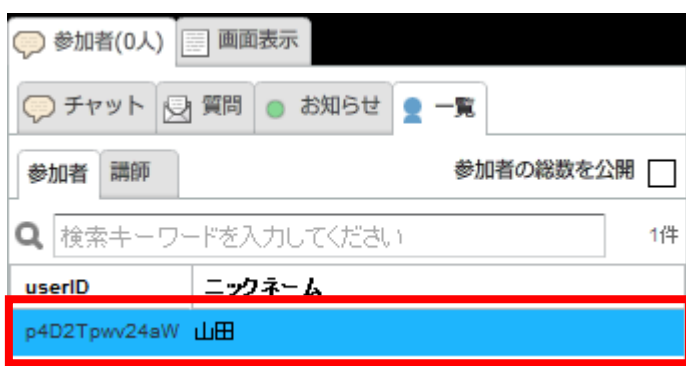 参加者(0人) 画面表示
チャット 質問 お知らせ 一覧
参加者 講師 参加者の総数を公開
検索キーワードを入力してください 1件
userID ニックネーム
p4D2Tpwv24aW 山田